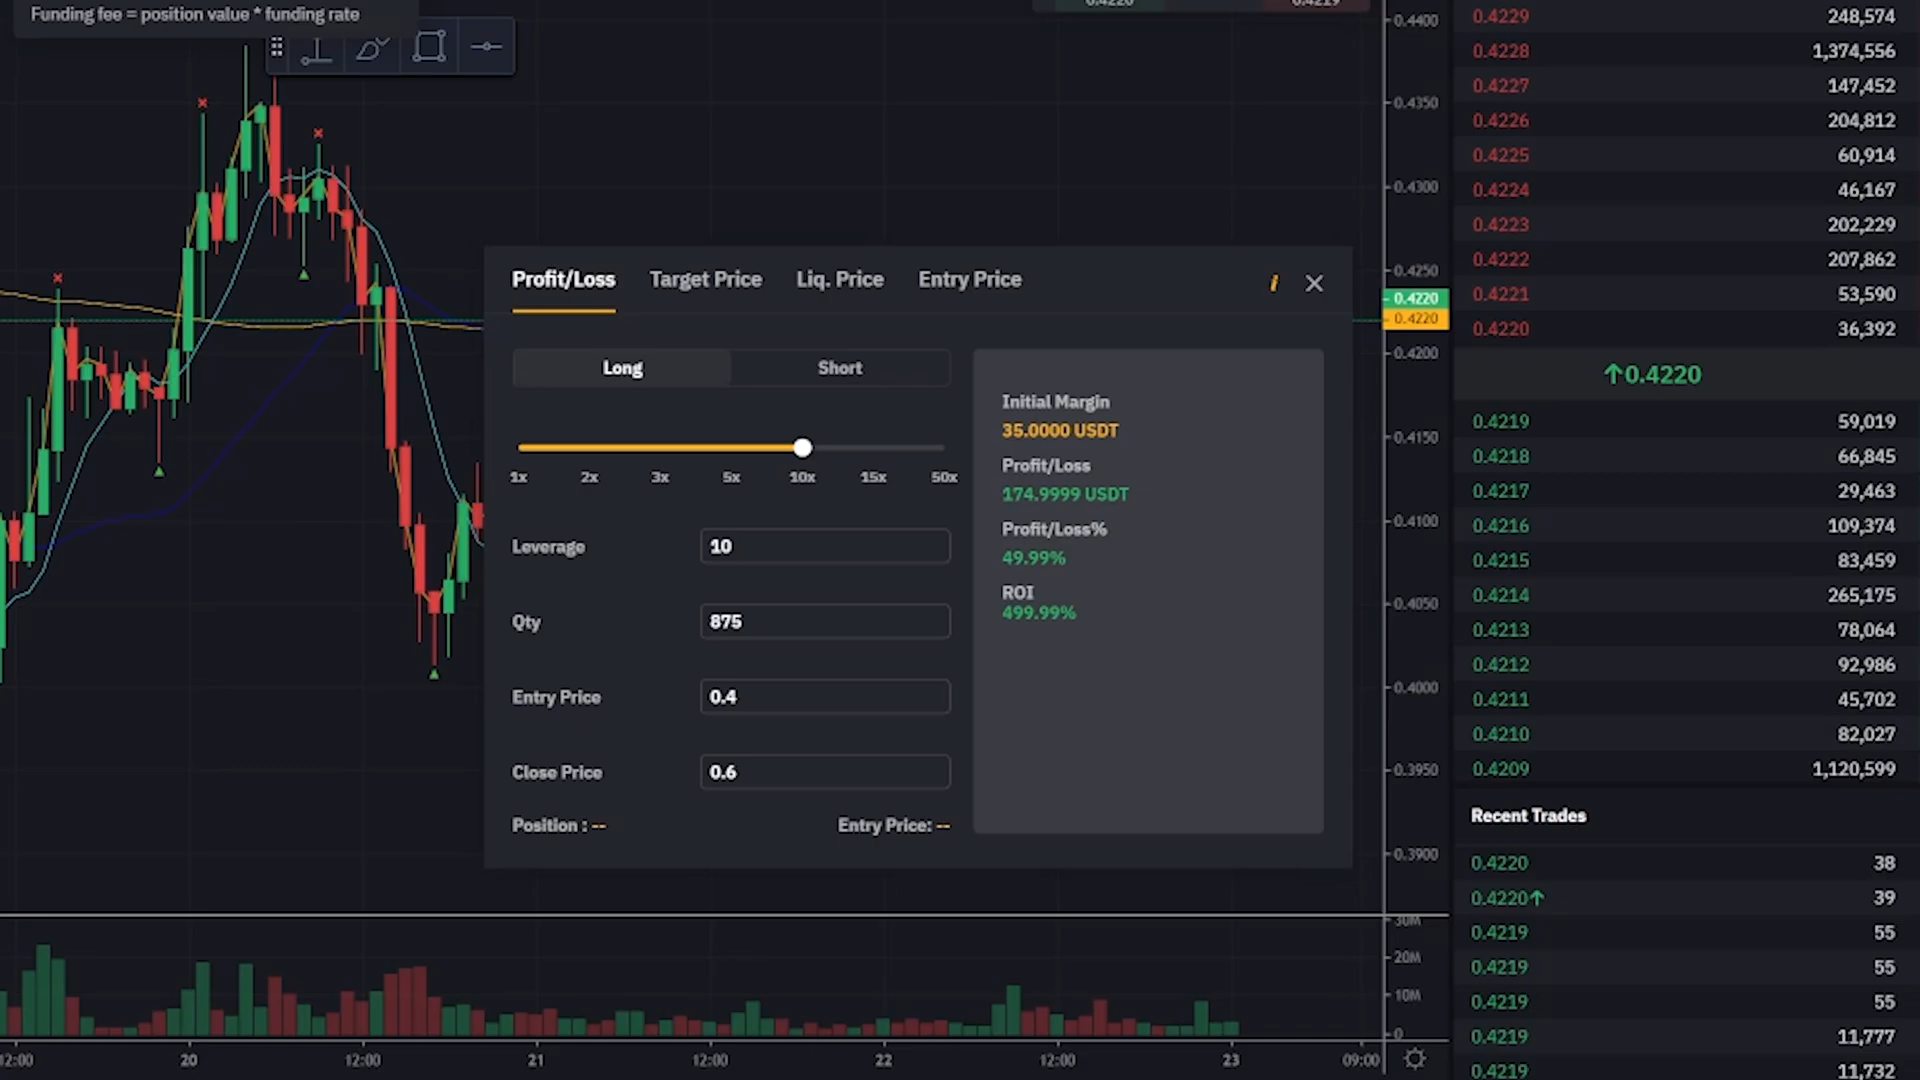 Funding fee = position value * funding rate
0.4220
0.4219
0.4400
0.4350
0.4300
0.4250
0.4220
0.4220
0.4200
0.4150
0.4100
0.4050
0.4000
0.3950
0.3900
30M
20M
10M
0
Profit/Loss
Target Price
Liq. Price
Entry Price
i
Long
Short
1x 2x 3x 5x 10x 15x 50x
Leverage
10
Qty
875
Entry Price
0.4
Close Price
0.6
Position : --
Entry Price: --
Initial Margin
35.0000 USDT
Profit/Loss
174.9999 USDT
Profit/Loss%
49.99%
ROI
499.99%
12:00 20 12:00 21 12:00 22 12:00 23 09:00
0.4229 248,574
0.4228 1,374,556
0.4227 147,452
0.4226 204,812
0.4225 60,914
0.4224 46,167
0.4223 202,229
0.4222 207,862
0.4221 53,590
0.4220 36,392
↑0.4220
0.4219 59,019
0.4218 66,845
0.4217 29,463
0.4216 109,374
0.4215 83,459
0.4214 265,175
0.4213 78,064
0.4212 92,986
0.4211 45,702
0.4210 82,027
0.4209 1,120,599
Recent Trades
0.4220 38
0.4220↑ 39
0.4219 55
0.4219 55
0.4219 55
0.4219 11,777
0.4219 11,732